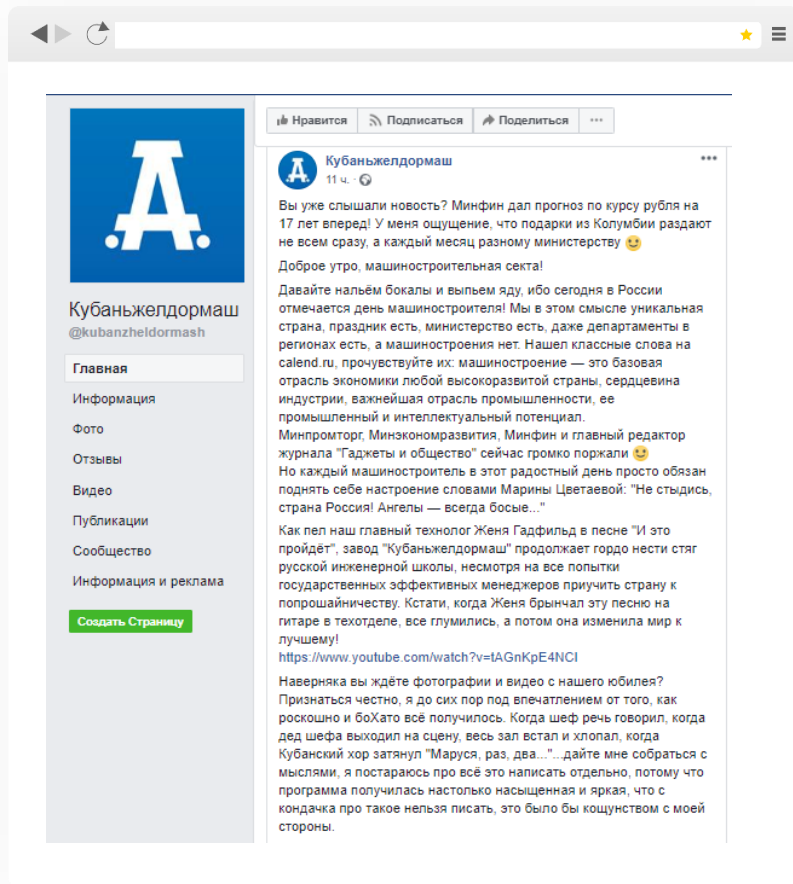 Нравится Подписаться Поделиться
Кубаньжелдормаш
11 ч.
Вы уже слышали новость? Минфин дал прогноз по курсу рубля на
17 лет вперед! У меня ощущение, что подарки из Колумбии раздают
не всем сразу, а каждый месяц разному министерству
Доброе утро, машиностроительная секта!
Давайте нальём бокалы и выпьем яду, ибо сегодня в России
отмечается день машиностроителя! Мы в этом смысле уникальная
страна, праздник есть, министерство есть, даже департаменты в
регионах есть, а машиностроения нет. Нашел классные слова на
calend.ru, прочувствуйте их: машиностроение — это базовая
отрасль экономики любой высокоразвитой страны, сердцевина
индустрии, важнейшая отрасль промышленности, ее
промышленный и интеллектуальный потенциал.
Минпромторг, Минэкономразвития, Минфин и главный редактор
журнала "Гаджеты и общество" сейчас громко поржали
Но каждый машиностроитель в этот радостный день просто обязан
поднять себе настроение словами Марины Цветаевой: "Не стыдись,
страна Россия! Ангелы — всегда босые..."
Как пел наш главный технолог Женя Гадфильд в песне "И это
пройдёт", завод "Кубаньжелдормаш" продолжает гордо нести стяг
русской инженерной школы, несмотря на все попытки
государственных эффективных менеджеров приучить страну к
попрошайничеству. Кстати, когда Женя брынчал эту песню на
гитаре в техотделе, все глумились, а потом она изменила мир к
лучшему!
https://www.youtube.com/watch?v=tAGnKpE4NCI
Наверняка вы ждёте фотографии и видео с нашего юбилея?
Признаться честно, я до сих пор под впечатлением от того, как
роскошно и боХато всё получилось. Когда шеф речь говорил, когда
дед шефа выходил на сцену, весь зал встал и хлопал, когда
Кубанский хор затянул "Маруся, раз, два..."...дайте мне собраться с
мыслями, я постараюсь про всё это написать отдельно, потому что
программа получилась настолько насыщенная и яркая, что с
кондачка про такое нельзя писать, это было бы кощунством с моей
стороны.
.А.
Кубаньжелдормаш
@kubanzheldormash
Главная
Информация
Фото
Отзывы
Видео
Публикации
Сообщество
Информация и реклама
Создать Страницу